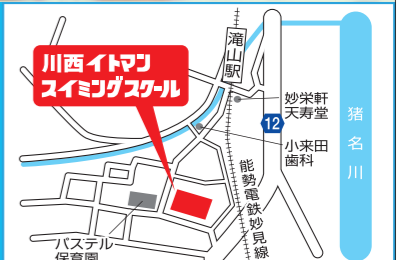 川西イトマン
スイミングスクール
滝山駅
妙栄軒
天寿堂
12
小来田
歯科
猪名川
能勢電鉄妙見線
パステル
保育園